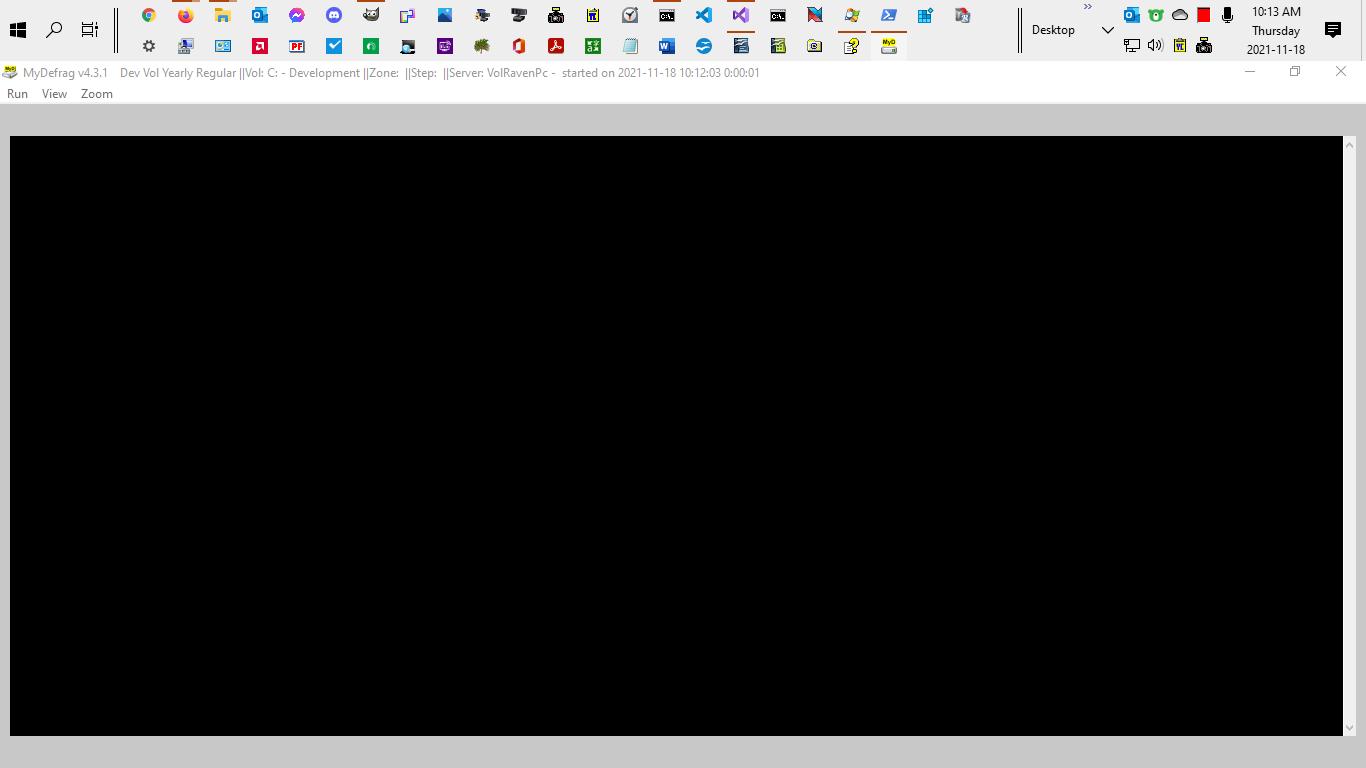 10:13 AM
Desktop
Thursday
2021-11-18
MyDefrag v4.3.1 Dev Vol Yearly Regular ||Vol: C: - Development ||Zone: ||Step: ||Server: VolRavenPc - started on 2021-11-18 10:12:03 0:00:01
Run View Zoom